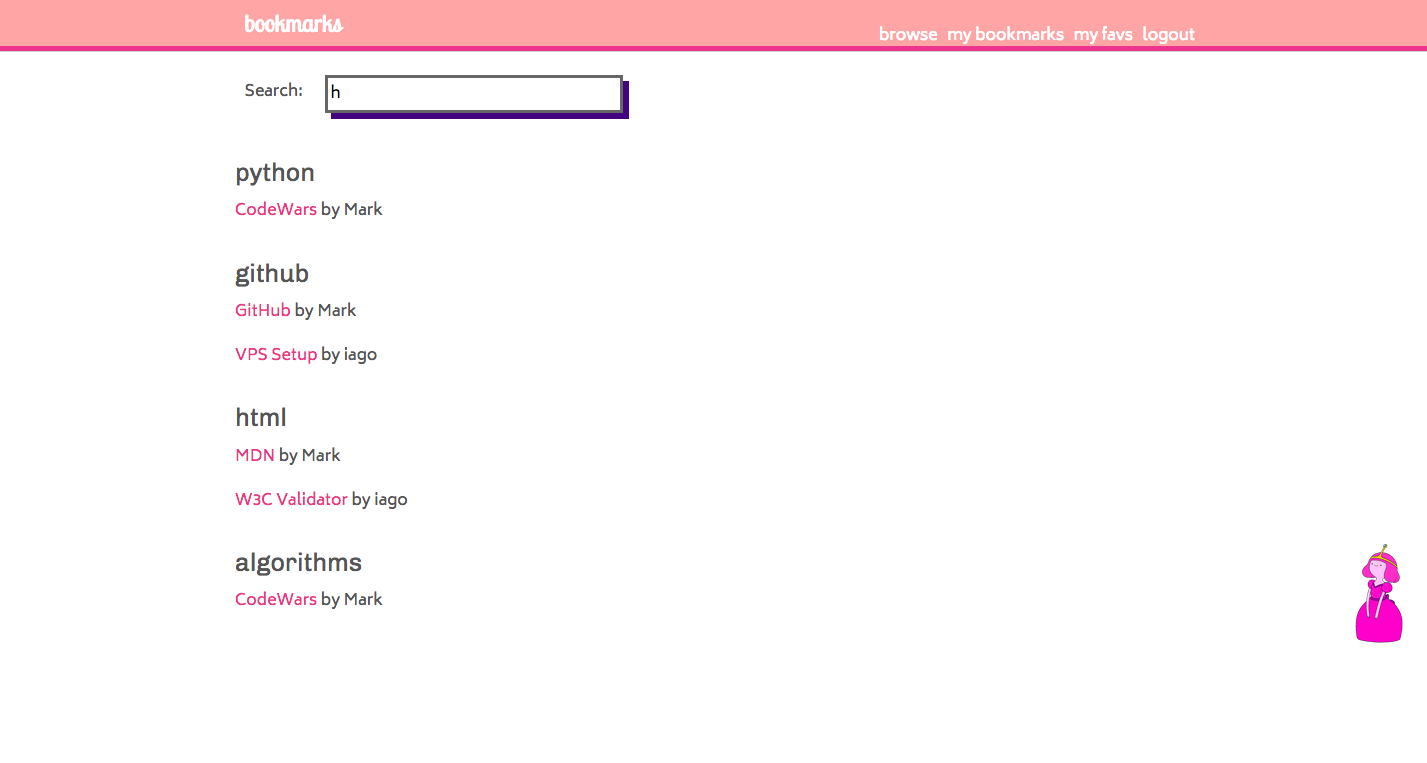 bookmarks
browse my bookmarks my favs logout
Search: h
python
CodeWars by Mark
github
GitHub by Mark
VPS Setup by iago
html
MDN by Mark
W3C Validator by iago
algorithms
CodeWars by Mark